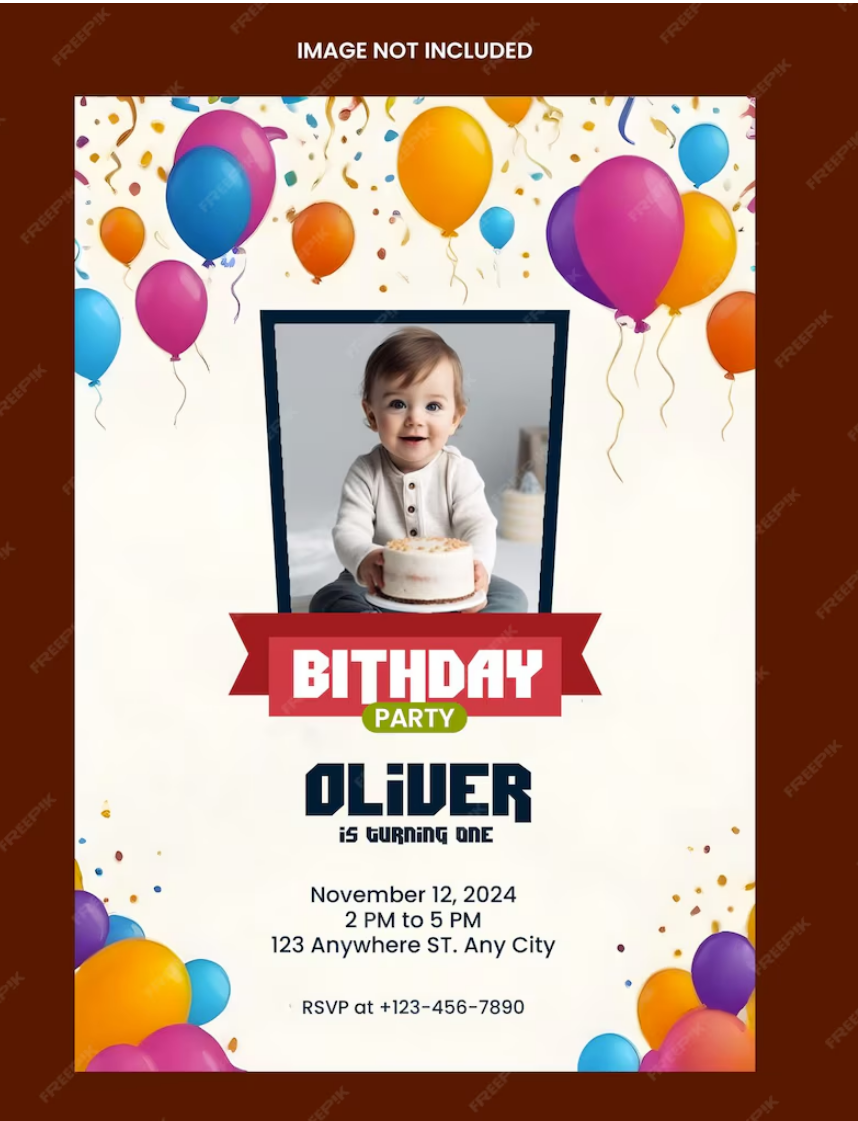 IMAGE NOT INCLUDED
BITHDAY
PARTY
OLiVER
iS tURNiNG ONE
November 12, 2024
2 PM to 5 PM
123 Anywhere ST. Any City
RSVP at +123-456-7890
FREEPIK